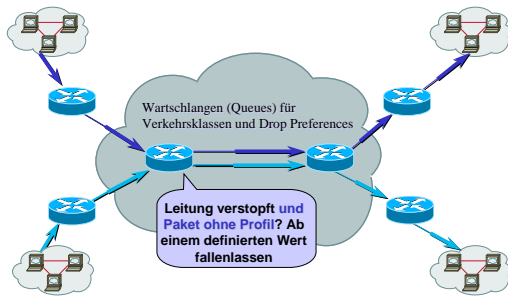 Wartschlangen (Queues) für
Verkehrsklassen und Drop Preferences
Leitung verstopft und
Paket ohne Profil? Ab
einem definierten Wert
fallenlassen